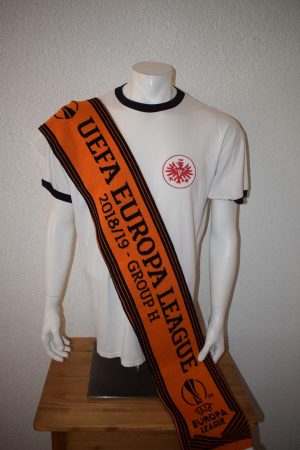 UEFA EUROPA LEAGUE
2018/19 - GROUP H
UEFA
EUROPA
LEAGUE